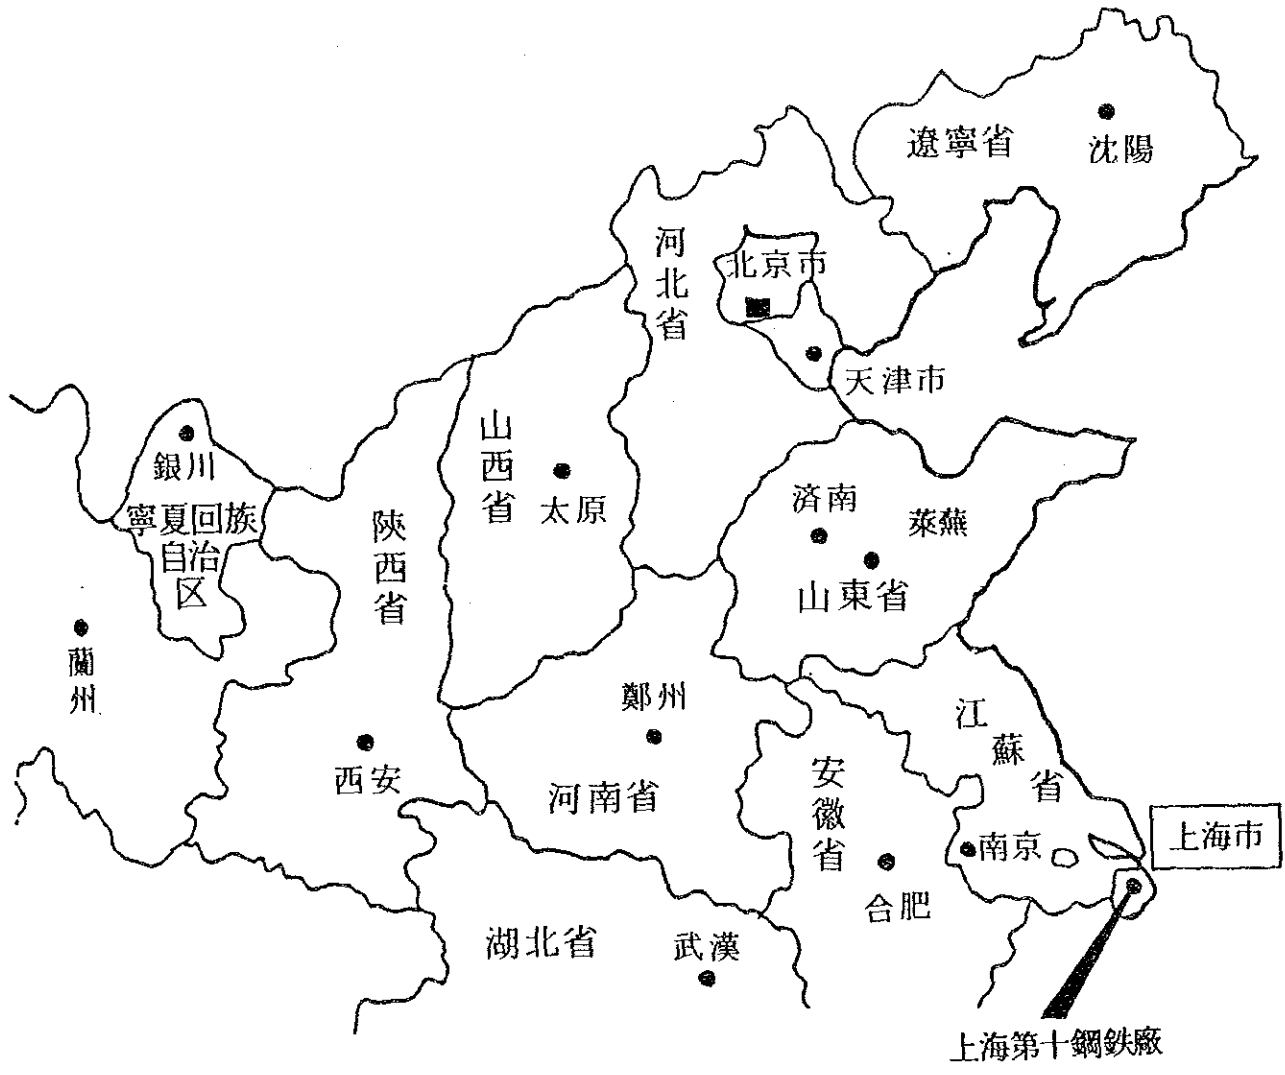 遼寧省
沈陽
河北省
北京市
天津市
山西省
太原
銀川
寧夏回族
自治
区
陝西省
済南
萊蕪
山東省
蘭州
西安
鄭州
河南省
江蘇省
安徽省
合肥
南京
上海市
湖北省
武漢
上海第十鋼鉄廠